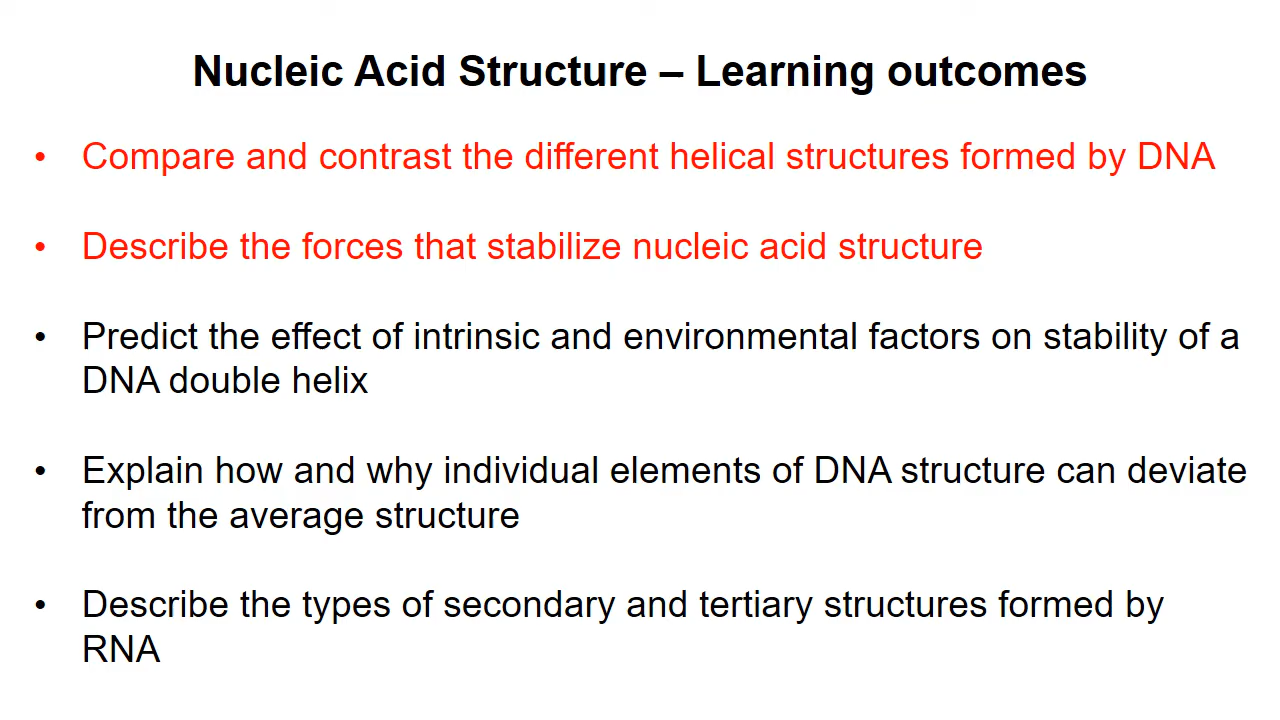 Nucleic Acid Structure – Learning outcomes
• Compare and contrast the different helical structures formed by DNA
• Describe the forces that stabilize nucleic acid structure
• Predict the effect of intrinsic and environmental factors on stability of a
DNA double helix
• Explain how and why individual elements of DNA structure can deviate
from the average structure
• Describe the types of secondary and tertiary structures formed by
RNA